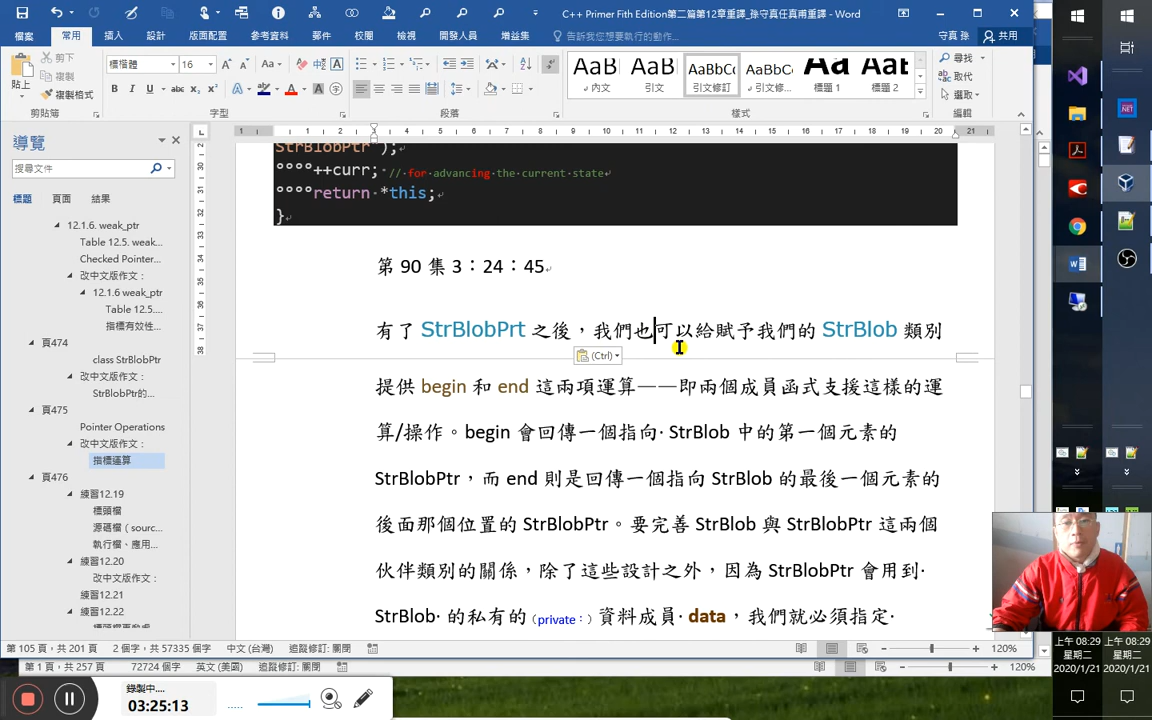 C++ Primer Fith Edition第二篇第12章重譯_孫守真任真甫重譯 - Word
檔案 常用 插入 設計 版面配置 參考資料 郵件 校閱 檢視 開發人員 增益集 告訴我您想要執行的動作... 守真 孫 共用
貼上 剪下 複製 複製格式
標楷體 16
AaBbC AaBbC AaBbCc AaBbCc AaBb AaBb
內文 引文 引文修訂 引文修... 標題 1 標題 2
尋找 取代 選取
剪貼簿 字型 段落 樣式 編輯
導覽
搜尋文件
標題 頁面 結果
12.1.6. weak_ptr
Table 12.5. weak...
Checked Pointer...
改中文版作文：
12.1.6 weak_ptr
Table 12.5....
指標有效性...
頁474
class StrBlobPtr
改中文版作文：
StrBlobPtr的...
頁475
Pointer Operations
改中文版作文：
指標運算
頁476
練習12.19
標頭檔
源碼檔（sourc...
執行檔、應用...
練習12.20
改中文版作文：
練習12.21
練習12.22
StrBlobPtr");
++curr; // for advancing the current state
return *this;
}
第 90 集 3：24：45
有了 StrBlobPrt 之後，我們也可以給賦予我們的 StrBlob 類別
(Ctrl)
提供 begin 和 end 這兩項運算——即兩個成員函式支援這樣的運
算/操作。begin 會回傳一個指向 StrBlob 中的第一個元素的
StrBlobPtr，而 end 則是回傳一個指向 StrBlob 的最後一個元素的
後面那個位置的 StrBlobPtr。要完善 StrBlob 與 StrBlobPtr 這兩個
伙伴類別的關係，除了這些設計之外，因為 StrBlobPtr 會用到
StrBlob 的私有的（private：）資料成員 data，我們就必須指定
第 105 頁，共 201 頁 2 個字，共 57335 個字 中文 (台灣) 追蹤修訂: 關閉 120%
第 1 頁，共 257 頁 72724 個字 英文 (美國) 追蹤修訂: 關閉 120%
錄製中...
03:25:13
上午 08:29
星期二
2020/1/21
上午 08:29
星期二
2020/1/21